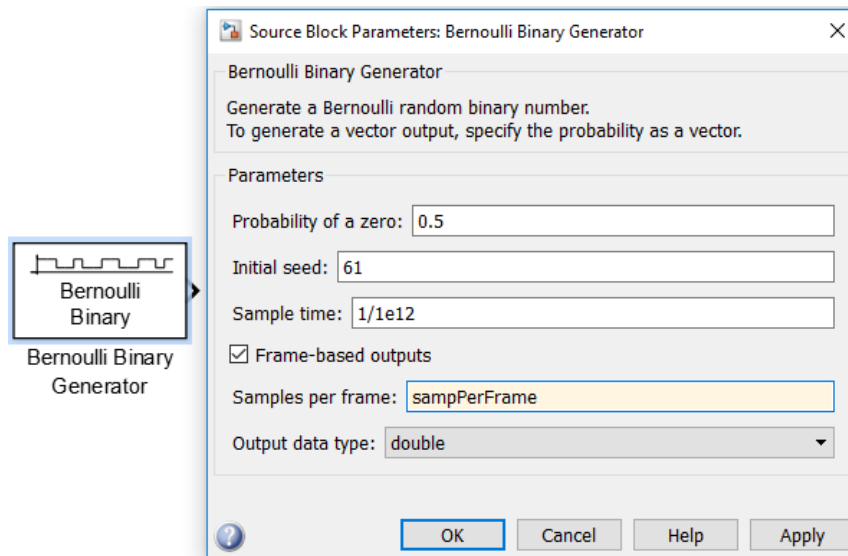 Source Block Parameters: Bernoulli Binary Generator
Bernoulli Binary Generator
Generate a Bernoulli random binary number.
To generate a vector output, specify the probability as a vector.
Parameters
Probability of a zero: 0.5
Initial seed: 61
Sample time: 1/1e12
Frame-based outputs
Samples per frame: sampPerFrame
Output data type: double
OK Cancel Help Apply
Bernoulli
Binary
Bernoulli Binary
Generator